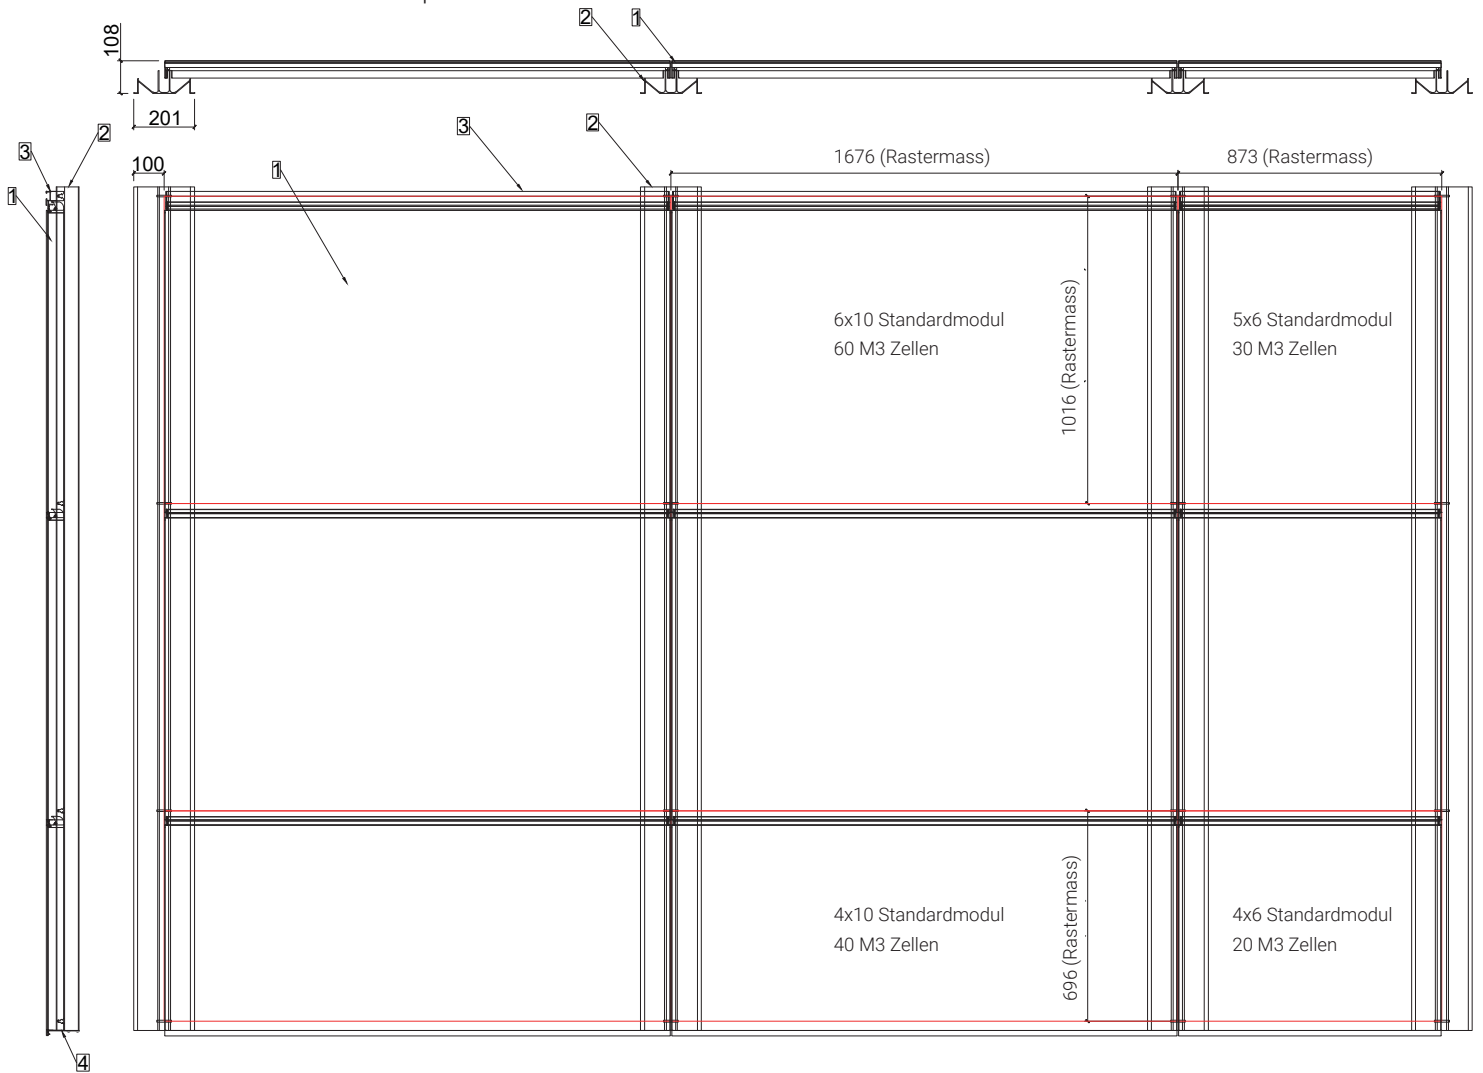 2
1
108
201
3
2
1
100
1
3
2
1676 (Rastermass)
873 (Rastermass)
6x10 Standardmodul
60 M3 Zellen
1016 (Rastermass)
5x6 Standardmodul
30 M3 Zellen
4x10 Standardmodul
40 M3 Zellen
696 (Rastermass)
4x6 Standardmodul
20 M3 Zellen
4